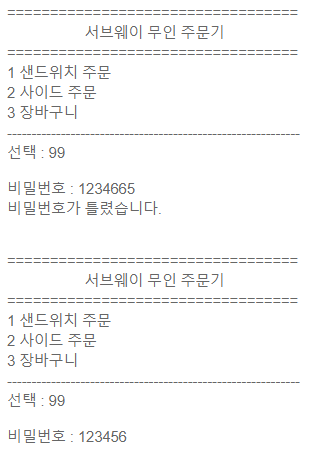 ==================================
서브웨이 무인 주문기
==================================
1 샌드위치 주문
2 사이드 주문
3 장바구니
------------------------------------------------------------
선택 : 99
비밀번호 : 1234665
비밀번호가 틀렸습니다.
==================================
서브웨이 무인 주문기
==================================
1 샌드위치 주문
2 사이드 주문
3 장바구니
------------------------------------------------------------
선택 : 99
비밀번호 : 123456